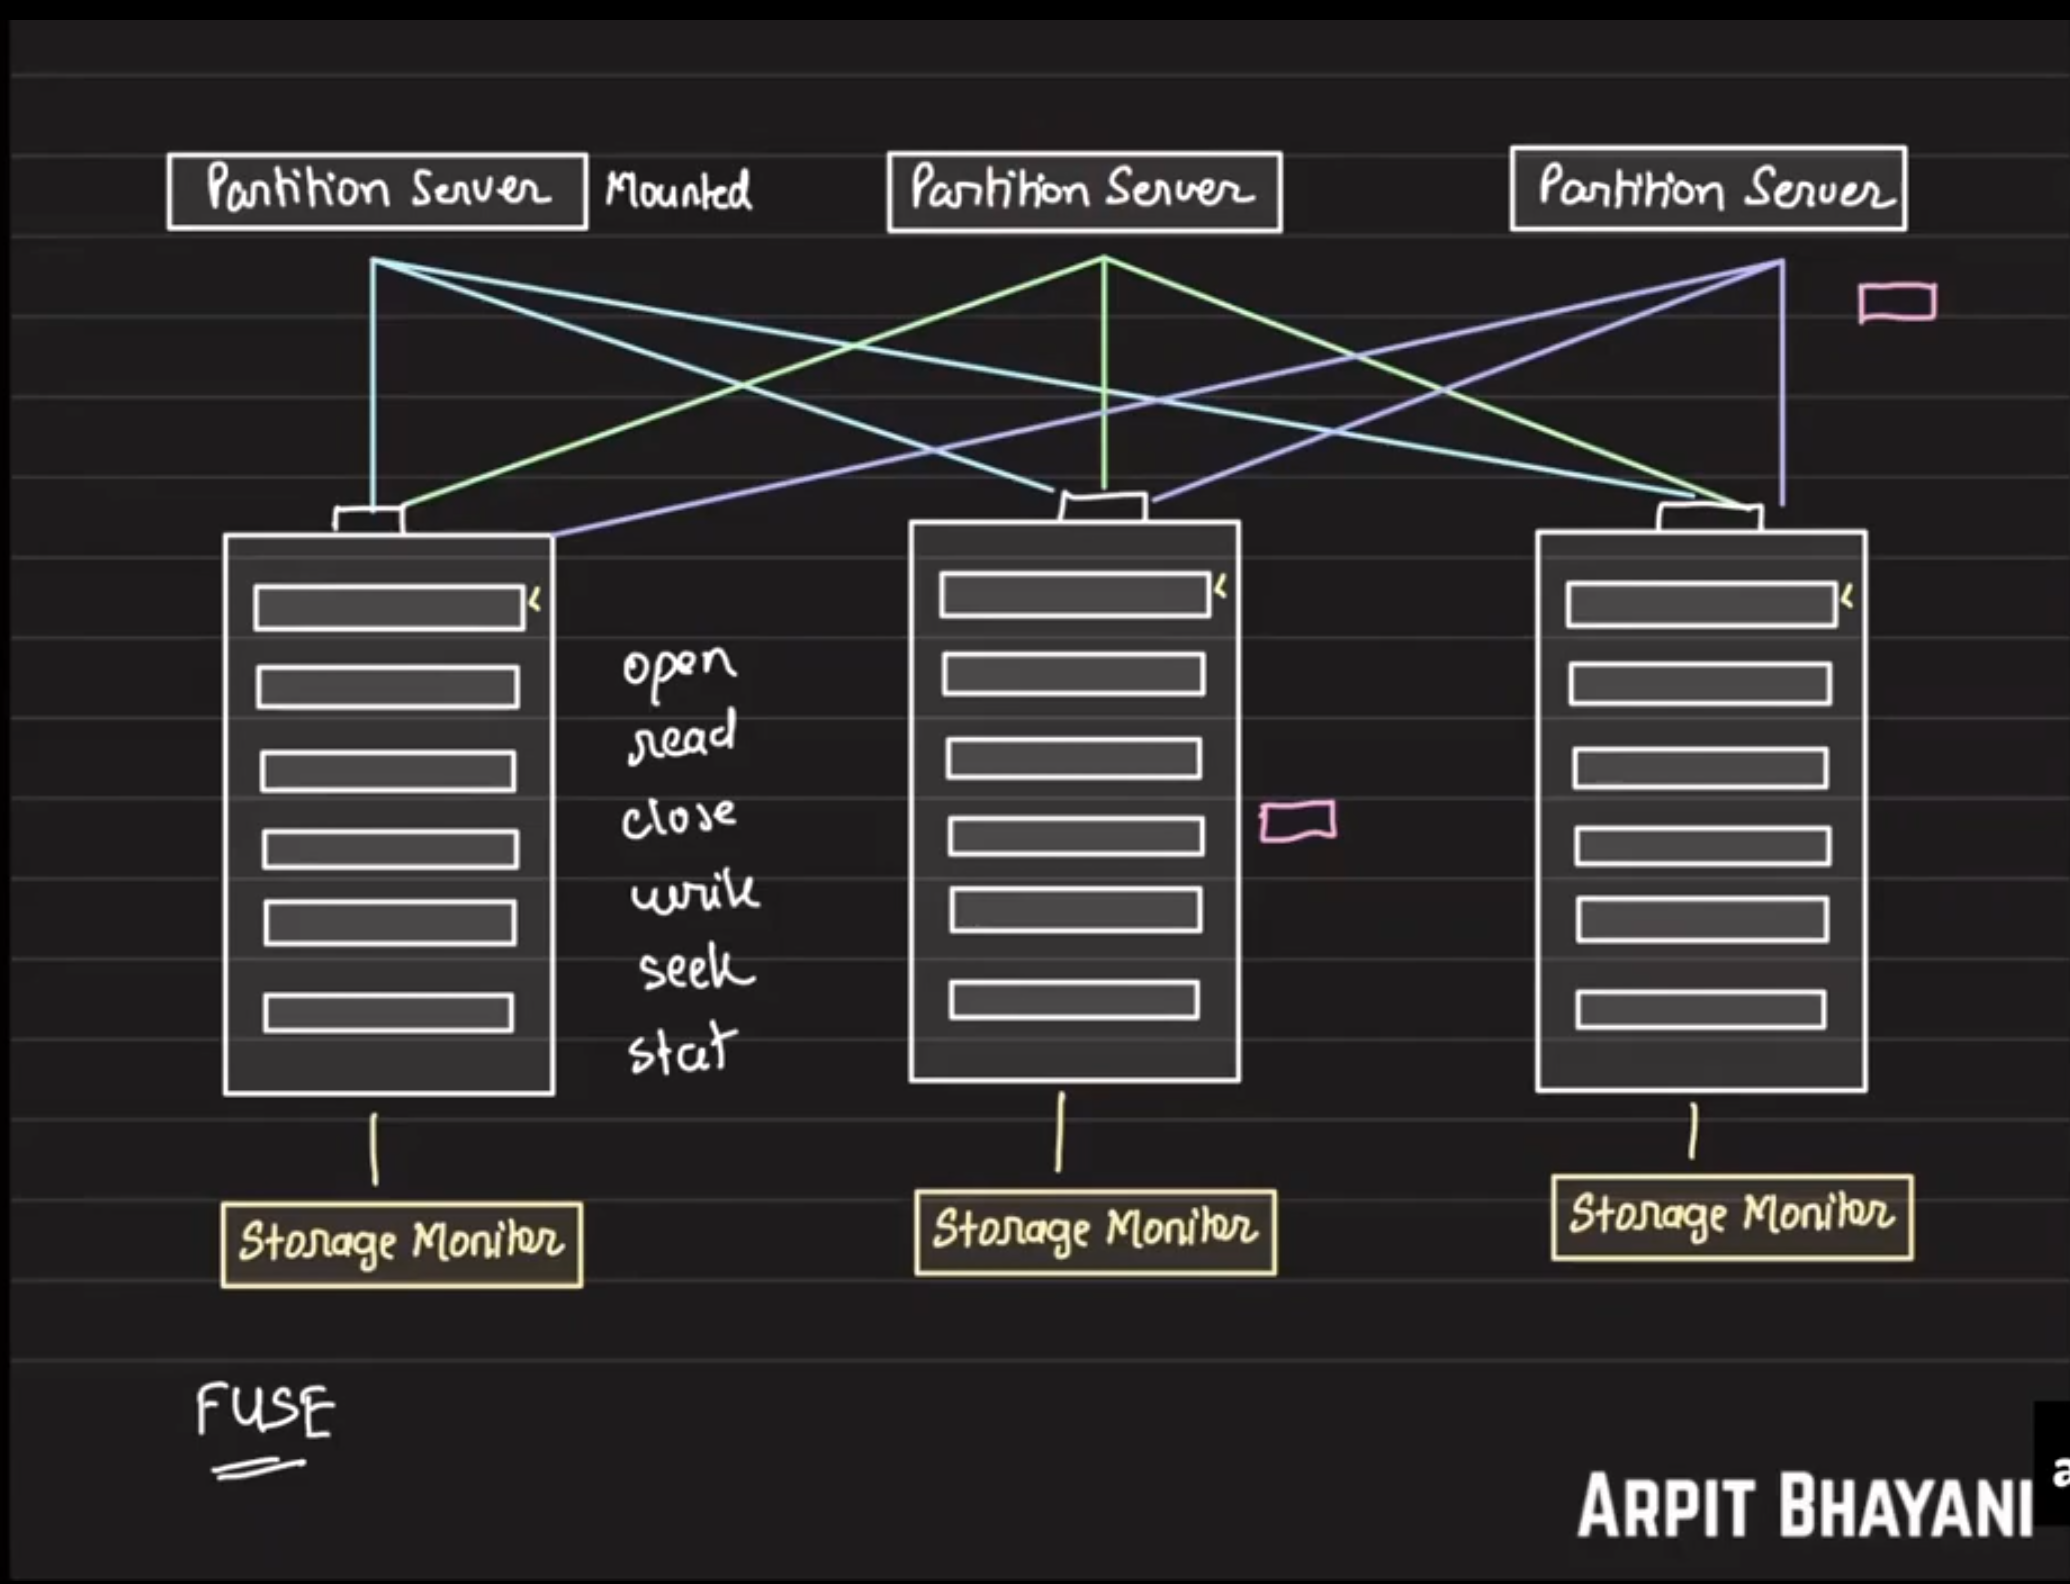 Partition Server
Mounted
Partition Server
Partition Server
open
read
close
write
seek
stat
Storage Monitor
Storage Monitor
Storage Monitor
FUSE
ARPIT BHAYANI
a